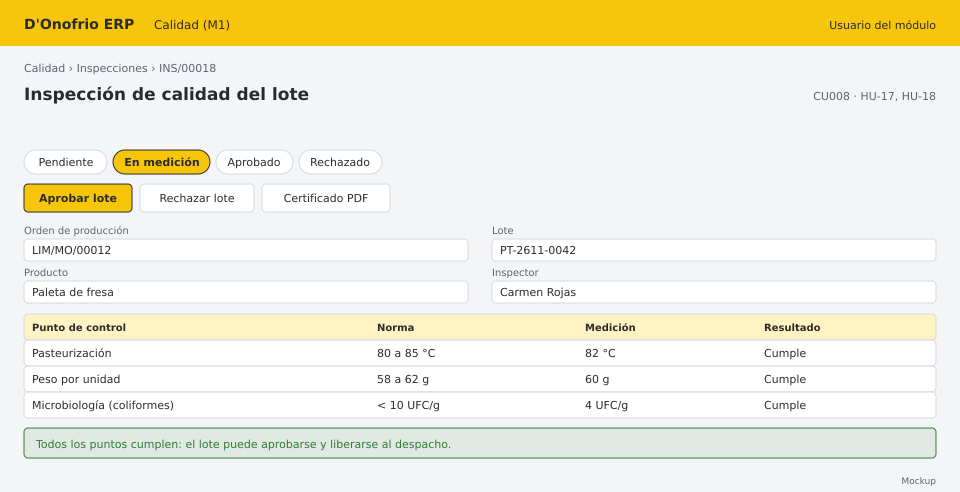 D'Onofrio ERP Calidad (M1) Usuario del módulo
Calidad › Inspecciones › INS/00018
Inspección de calidad del lote CU008 · HU-17, HU-18
Pendiente En medición Aprobado Rechazado
Aprobar lote Rechazar lote Certificado PDF
Orden de producción Lote
LIM/MO/00012 PT-2611-0042
Producto Inspector
Paleta de fresa Carmen Rojas
Punto de control Norma Medición Resultado
Pasteurización 80 a 85 °C 82 °C Cumple
Peso por unidad 58 a 62 g 60 g Cumple
Microbiología (coliformes) < 10 UFC/g 4 UFC/g Cumple
Todos los puntos cumplen: el lote puede aprobarse y liberarse al despacho.
Mockup